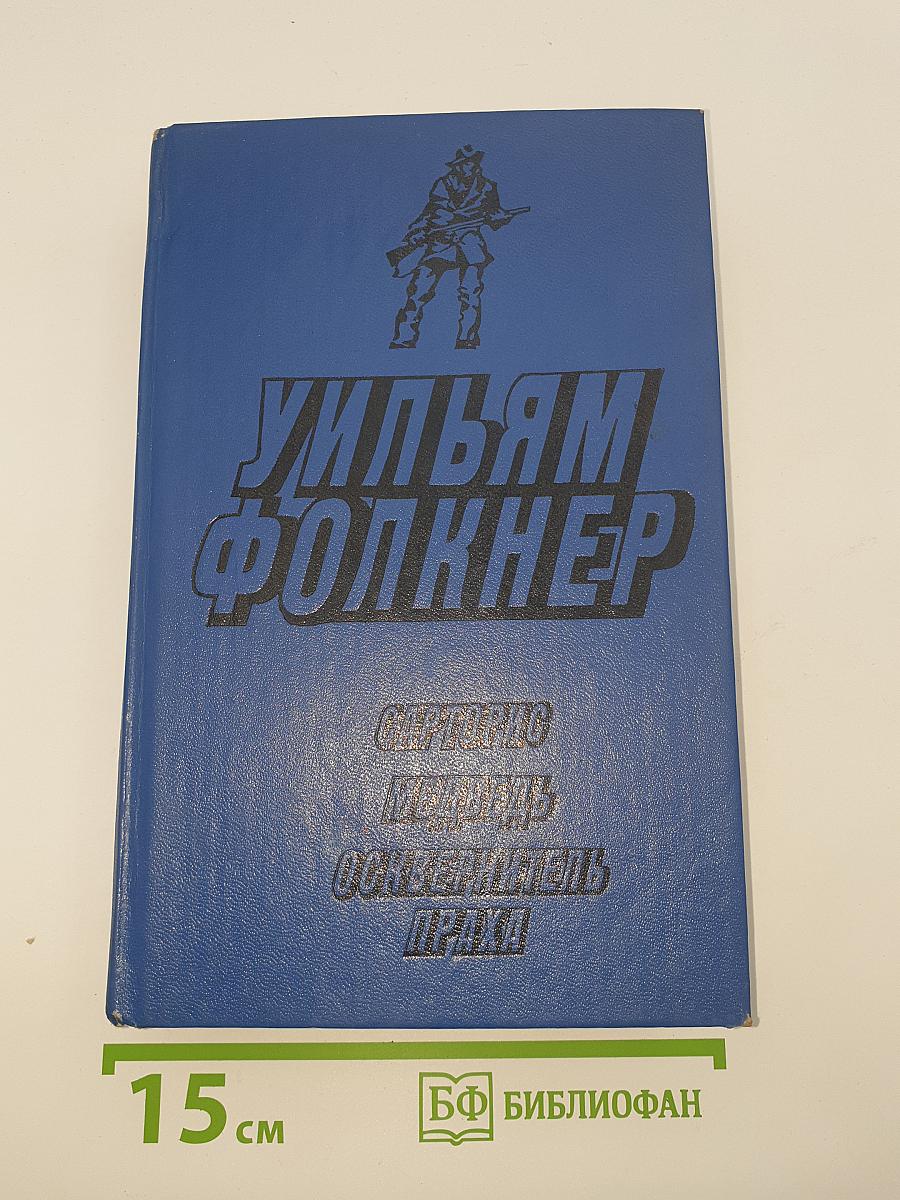 УИЛЬЯМ
ФОЛКНЕР
САРТОРИС
МЕДВЕДЬ
ОСКВЕРНИТЕЛЬ
ПРАХА
15 см
БФ БИБЛИОФАН